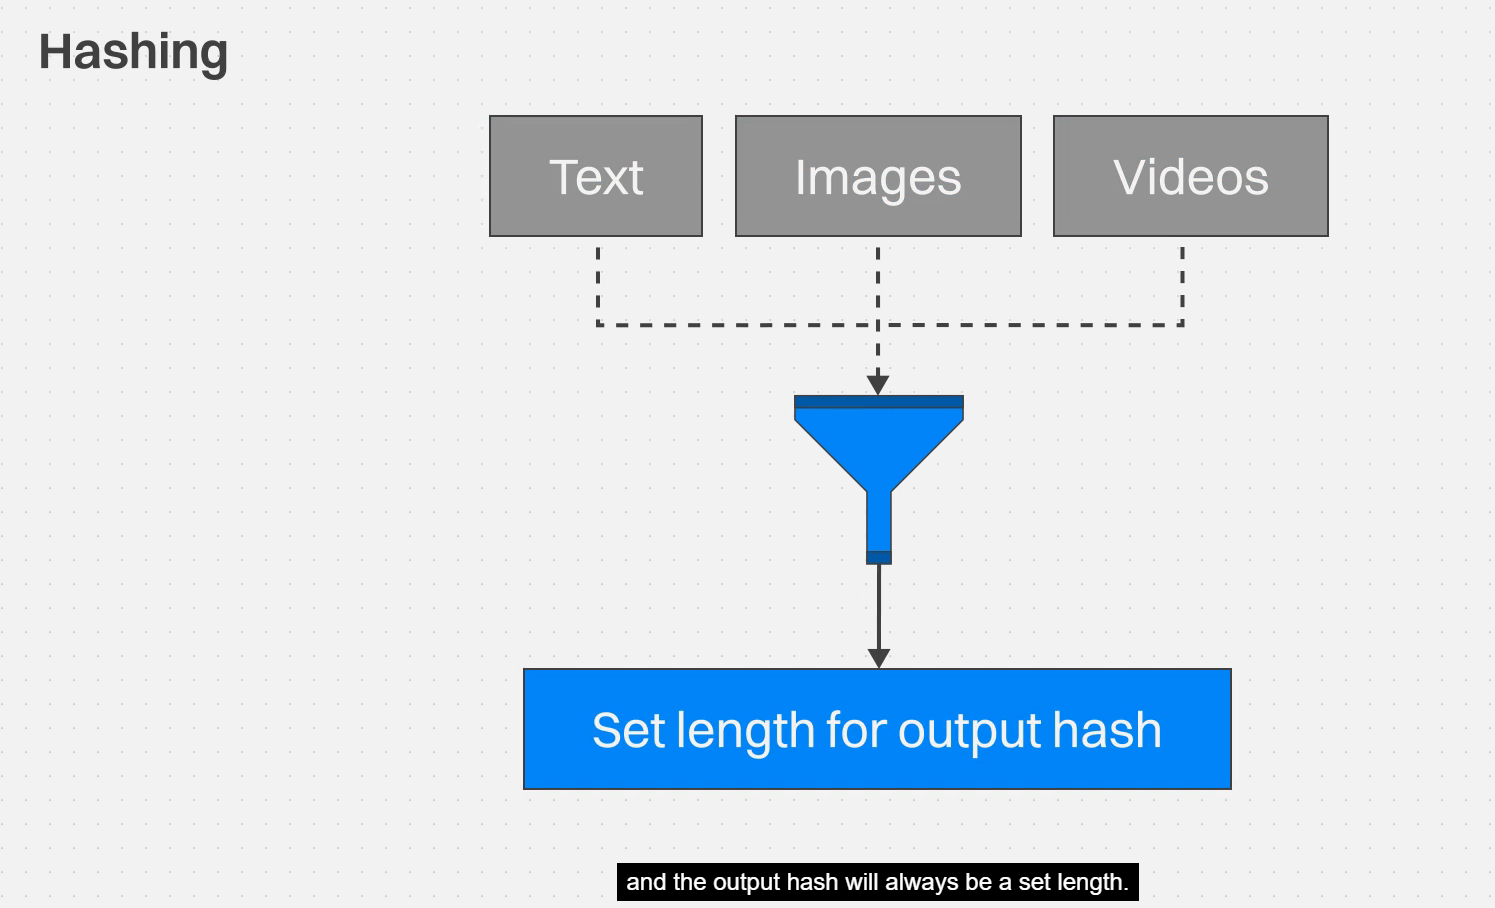 Hashing
Text
Images
Videos
Set length for output hash
and the output hash will always be a set length.